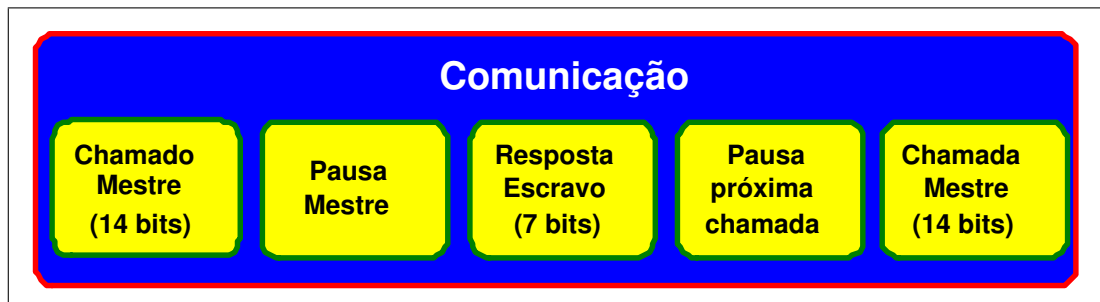 Comunicação
Chamado
Mestre
(14 bits)
Pausa
Mestre
Resposta
Escravo
(7 bits)
Pausa
próxima
chamada
Chamada
Mestre
(14 bits)